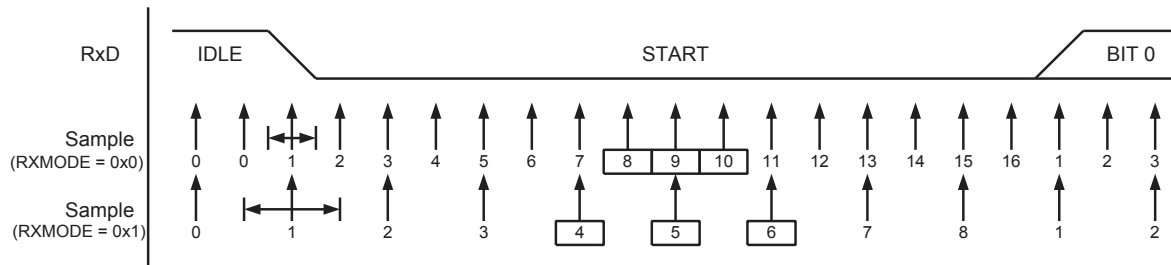 RxD IDLE START BIT 0
Sample
(RXMODE = 0x0) 0 0 1 2 3 4 5 6 7 8 9 10 11 12 13 14 15 16 1 2 3
Sample
(RXMODE = 0x1) 0 1 2 3 4 5 6 7 8 1 2